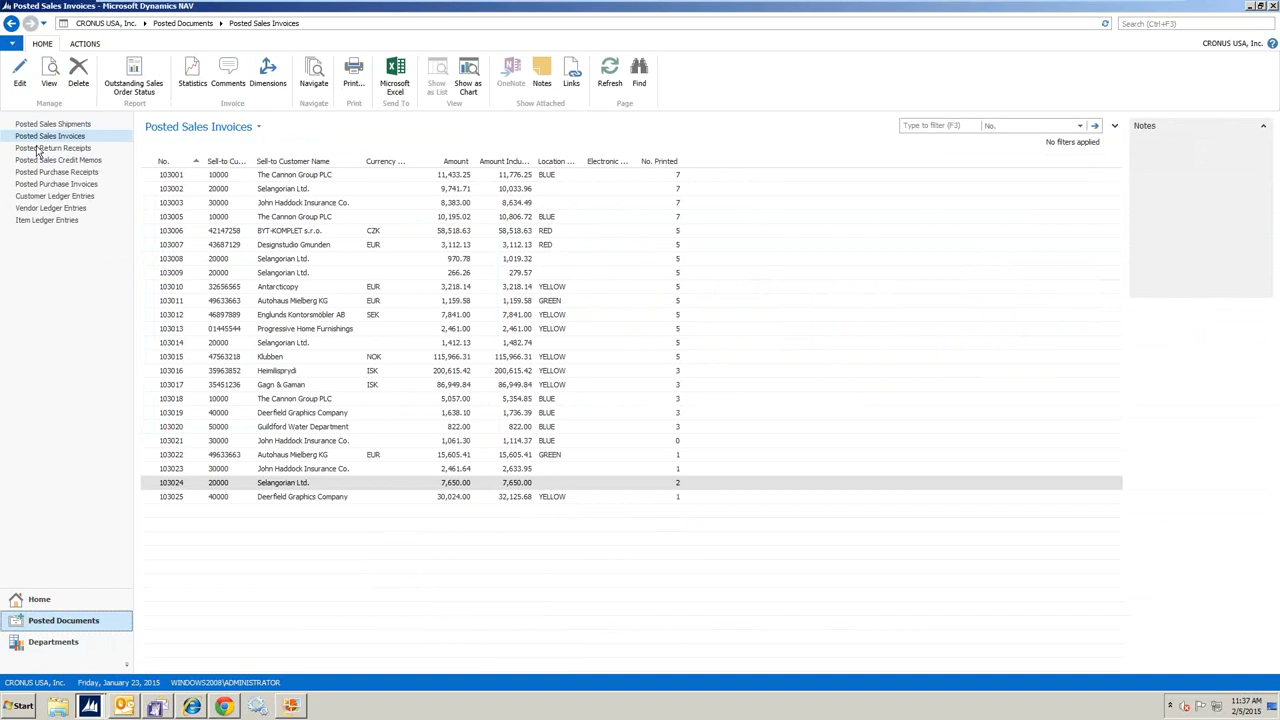 Posted Sales Invoices - Microsoft Dynamics NAV
CRONUS USA, Inc. Posted Documents Posted Sales Invoices Search (Ctrl+F3)
HOME ACTIONS CRONUS USA, Inc.
Edit View Delete Outstanding Sales Order Status Statistics Comments Dimensions Navigate Print... Microsoft Excel Show as List Show as Chart OneNote Notes Links Refresh Find
Manage Report Invoice Navigate Print Send To View Show Attached Page
Posted Sales Shipments
Posted Sales Invoices
Posted Return Receipts
Posted Sales Credit Memos
Posted Purchase Receipts
Posted Purchase Invoices
Customer Ledger Entries
Vendor Ledger Entries
Item Ledger Entries
Posted Sales Invoices Type to filter (F3) No. Notes
No filters applied
No. Sell-to Cu... Sell-to Customer Name Currency ... Amount Amount Indu... Location ... Electronic ... No. Printed
103001 10000 The Cannon Group PLC 11,433.25 11,776.25 BLUE 7
103002 20000 Selangorian Ltd. 9,741.71 10,033.96 7
103003 30000 John Haddock Insurance Co. 8,383.00 8,634.49 7
103005 10000 The Cannon Group PLC 10,195.02 10,806.72 BLUE 7
103006 42147258 BYT-KOMPLET s.r.o. CZK 58,518.63 58,518.63 RED 5
103007 43687129 Designstudio Gmunden EUR 3,112.13 3,112.13 RED 5
103008 20000 Selangorian Ltd. 970.78 1,019.32 5
103009 20000 Selangorian Ltd. 266.26 279.57 5
103010 32656565 Antarcticopy EUR 3,218.14 3,218.14 YELLOW 5
103011 49633663 Autohaus Mielberg KG EUR 1,159.58 1,159.58 GREEN 5
103012 46897889 Englunds Kontorsmöbler AB SEK 7,841.00 7,841.00 YELLOW 5
103013 01445544 Progressive Home Furnishings 2,461.00 2,461.00 YELLOW 5
103014 20000 Selangorian Ltd. 1,412.13 1,482.74 5
103015 47563218 Klubben NOK 115,966.31 115,966.31 YELLOW 5
103016 35963852 Heimilisprydi ISK 200,615.42 200,615.42 YELLOW 3
103017 35451236 Gagn & Gaman ISK 86,949.84 86,949.84 YELLOW 3
103018 10000 The Cannon Group PLC 5,057.00 5,354.85 BLUE 3
103019 40000 Deerfield Graphics Company 1,638.10 1,736.39 BLUE 3
103020 50000 Guildford Water Department 822.00 822.00 BLUE 3
103021 30000 John Haddock Insurance Co. 1,061.30 1,114.37 BLUE 0
103022 49633663 Autohaus Mielberg KG EUR 15,605.41 15,605.41 GREEN 1
103023 30000 John Haddock Insurance Co. 2,461.64 2,633.95 1
103024 20000 Selangorian Ltd. 7,650.00 7,650.00 2
103025 40000 Deerfield Graphics Company 30,024.00 32,125.68 YELLOW 1
Home
Posted Documents
Departments
CRONUS USA, Inc. Friday, January 23, 2015 WINDOWS2008\ADMINISTRATOR
Start 11:37 AM
2/5/2015